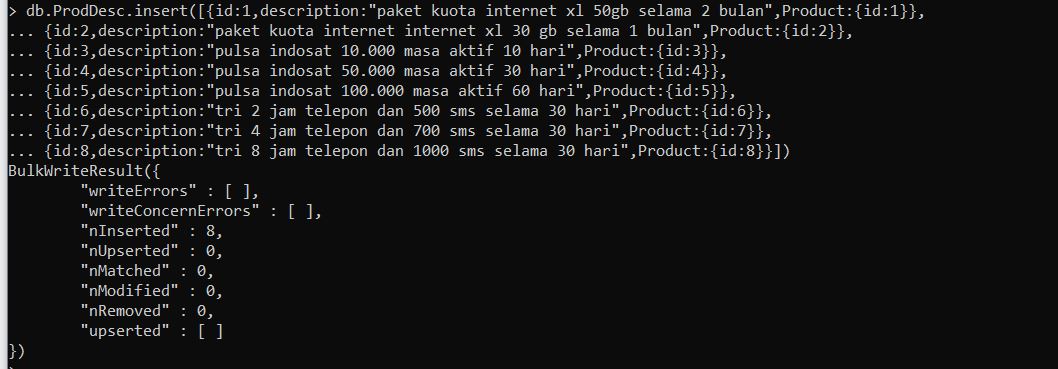 > db.ProdDesc.insert([{id:1,description:"paket kuota internet xl 50gb selama 2 bulan",Product:{id:1}},
... {id:2,description:"paket kuota internet internet xl 30 gb selama 1 bulan",Product:{id:2}},
... {id:3,description:"pulsa indosat 10.000 masa aktif 10 hari",Product:{id:3}},
... {id:4,description:"pulsa indosat 50.000 masa aktif 30 hari",Product:{id:4}},
... {id:5,description:"pulsa indosat 100.000 masa aktif 60 hari",Product:{id:5}},
... {id:6,description:"tri 2 jam telepon dan 500 sms selama 30 hari",Product:{id:6}},
... {id:7,description:"tri 4 jam telepon dan 700 sms selama 30 hari",Product:{id:7}},
... {id:8,description:"tri 8 jam telepon dan 1000 sms selama 30 hari",Product:{id:8}}])
BulkWriteResult({
        "writeErrors" : [ ],
        "writeConcernErrors" : [ ],
        "nInserted" : 8,
        "nUpserted" : 0,
        "nMatched" : 0,
        "nModified" : 0,
        "nRemoved" : 0,
        "upserted" : [ ]
})